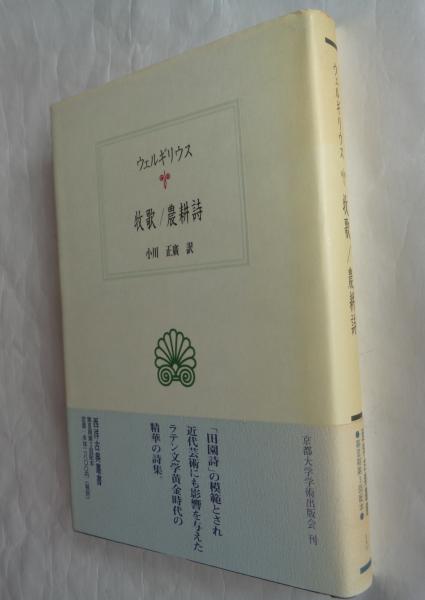 ウェルギリウス
牧歌/農耕詩
小川 正廣 訳
「田園詩」の模範とされ
近代芸術にも影響を与えた
ラテン文学黄金時代の
精華の詩集。
西洋古典叢書
京都大学学術出版会 刊
ウェルギリウス
牧歌/農耕詩